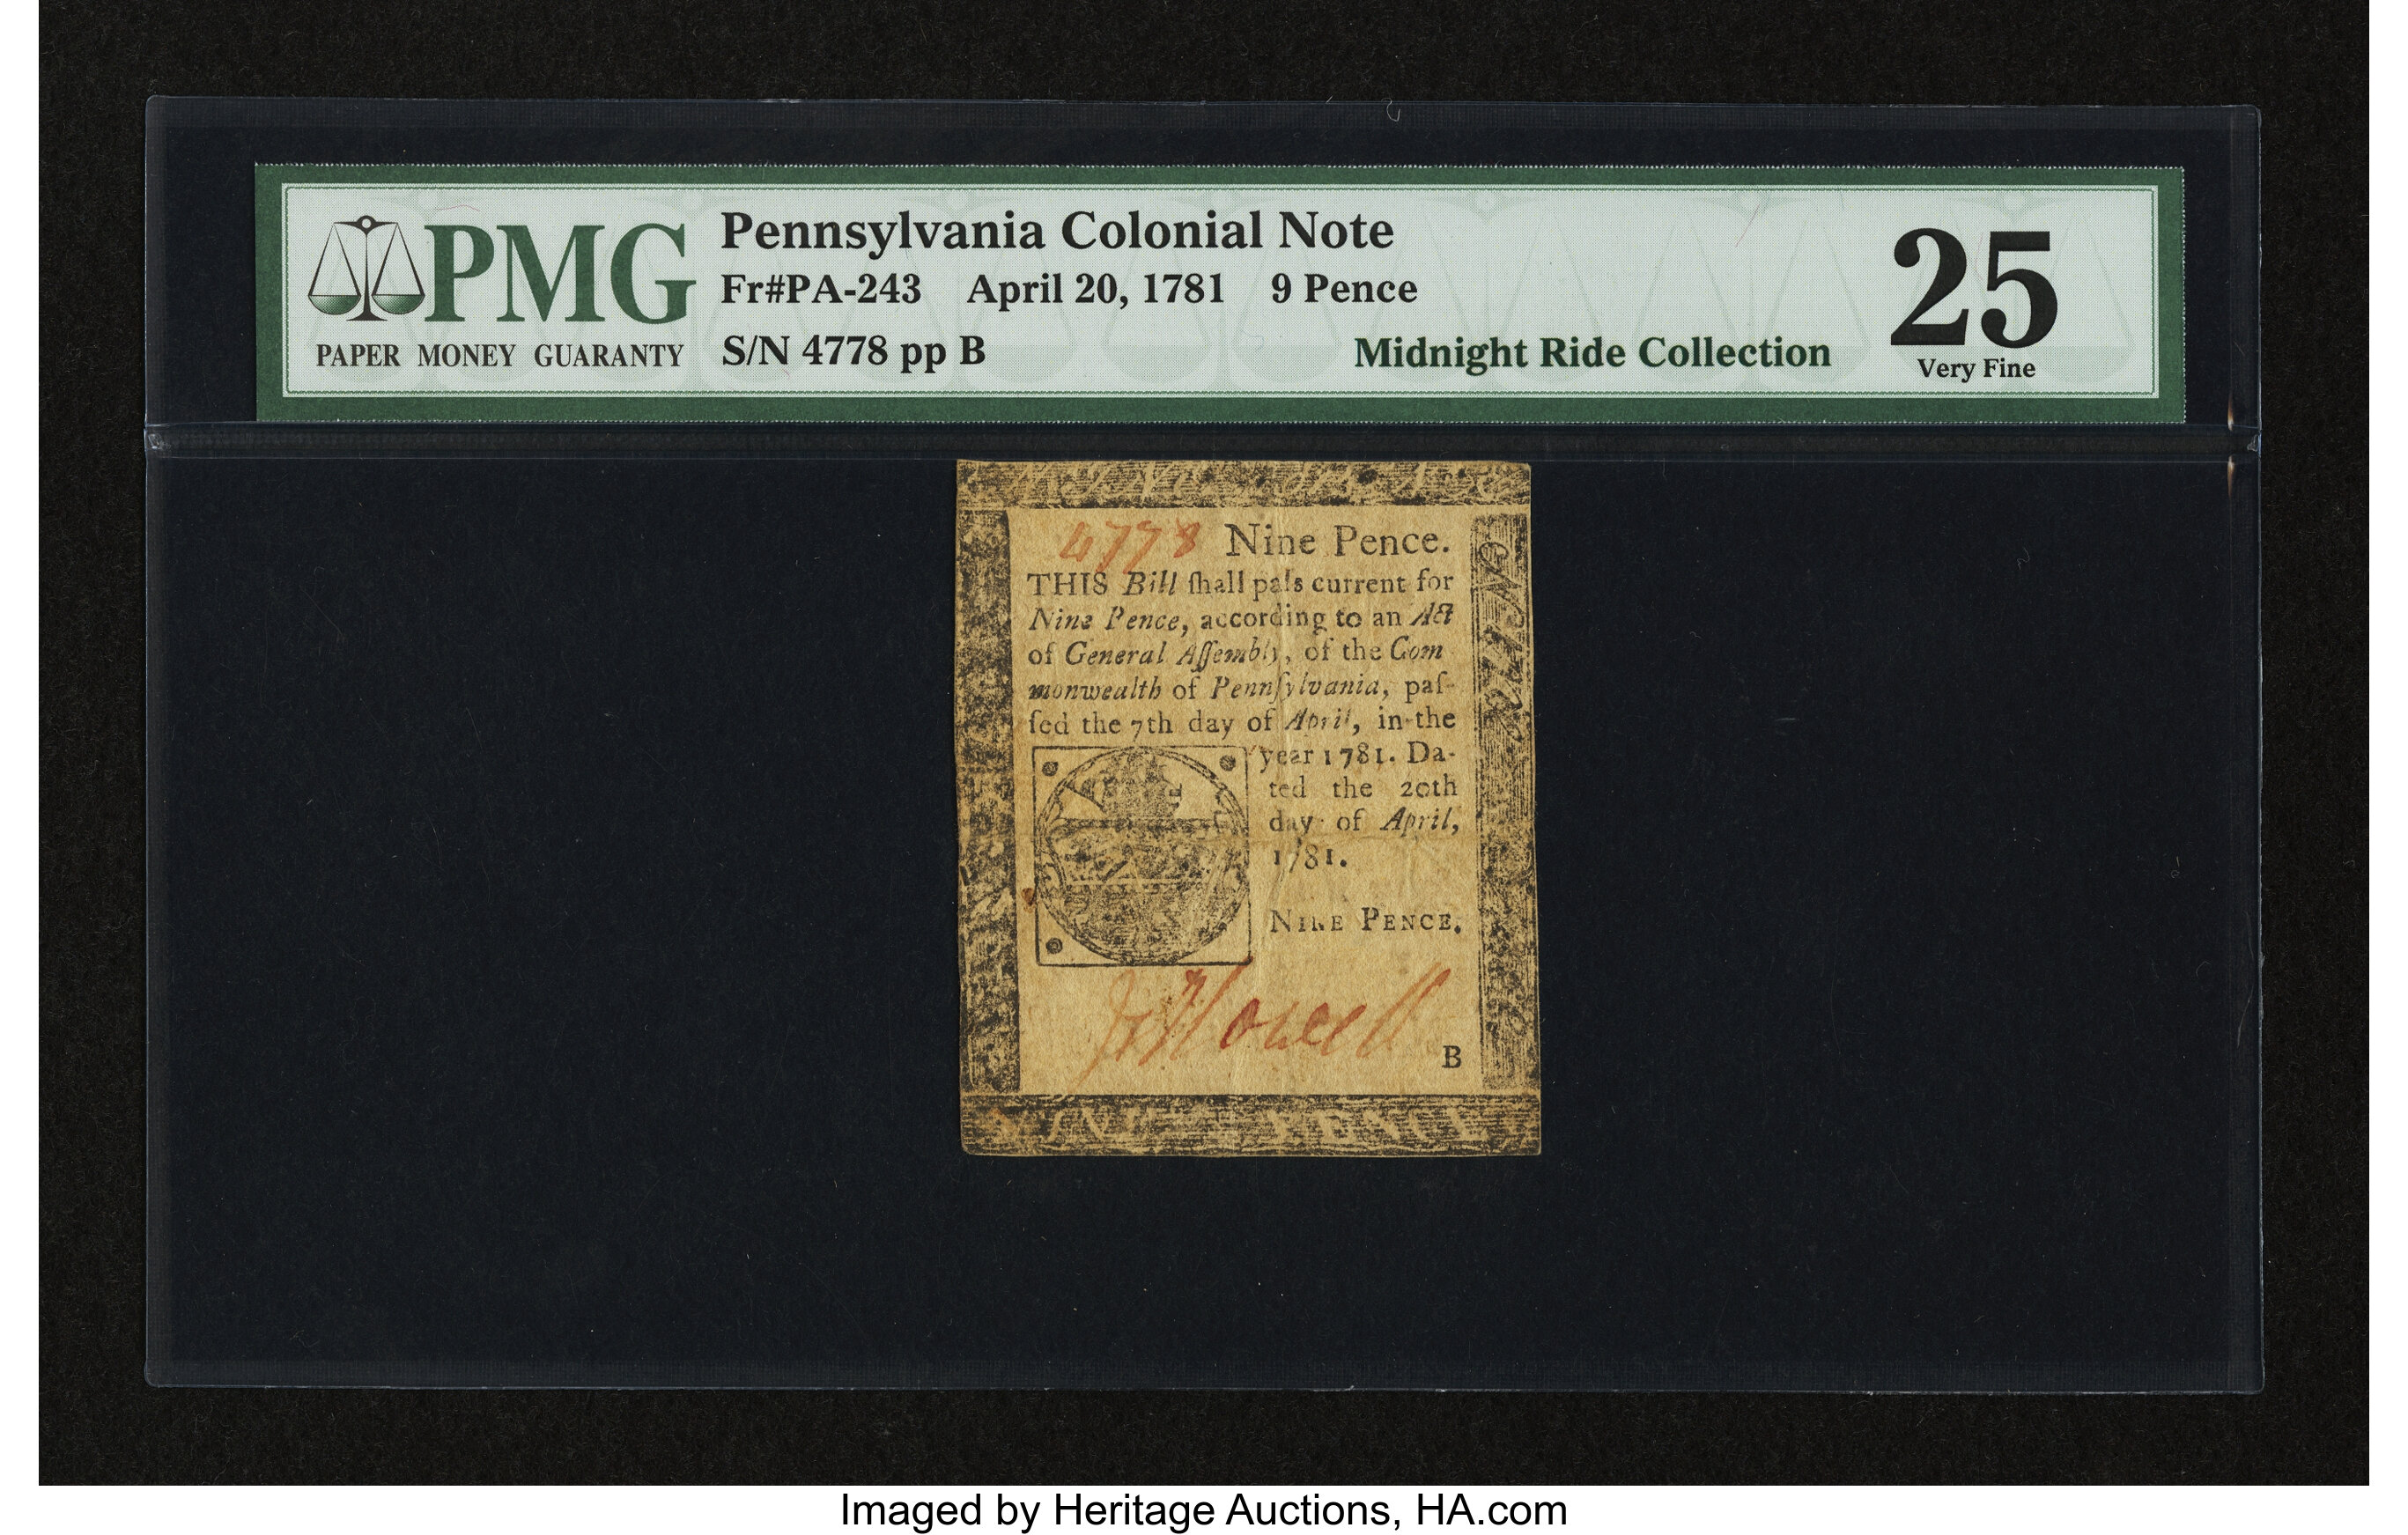 PMG
PAPER MONEY GUARANTY
Pennsylvania Colonial Note
Fr#PA-243 April 20, 1781 9 Pence
S/N 4778 pp B
Midnight Ride Collection
25
Very Fine
4778 Nine Pence.
THIS Bill ſhall paſs current for
Nine Pence, according to an Act
of General Aſſembly, of the Com
monwealth of Pennſylvania, paſ-
ſed the 7th day of April, in the
year 1781. Da-
ted the 20th
day of April,
1781.
NINE PENCE.
Howell
B
PENCE
Imaged by Heritage Auctions, HA.com